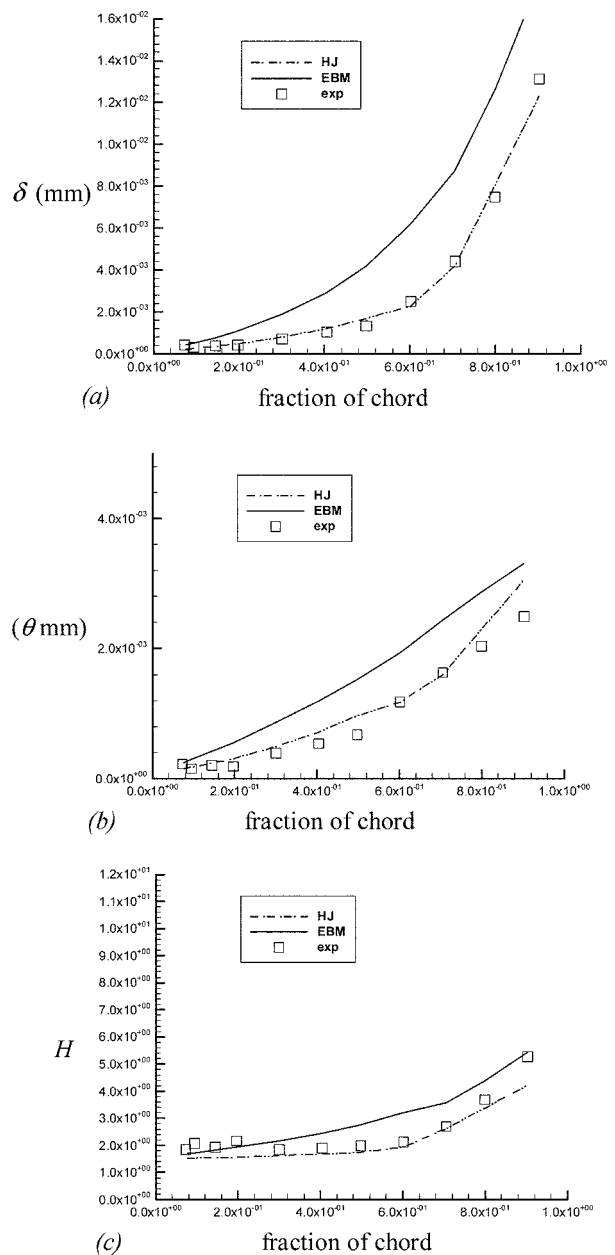 1.6x10⁻⁰²
1.4x10⁻⁰²
1.2x10⁻⁰²
1.0x10⁻⁰²
8.0x10⁻⁰³
6.0x10⁻⁰³
4.0x10⁻⁰³
2.0x10⁻⁰³
0.0x10⁺⁰⁰
δ (mm)
HJ
EBM
exp
0.0x10⁺⁰⁰ 2.0x10⁻⁰¹ 4.0x10⁻⁰¹ 6.0x10⁻⁰¹ 8.0x10⁻⁰¹ 1.0x10⁺⁰⁰
(a) fraction of chord
4.0x10⁻⁰³
2.0x10⁻⁰³
0.0x10⁺⁰⁰
(θ mm)
HJ
EBM
exp
0.0x10⁺⁰⁰ 2.0x10⁻⁰¹ 4.0x10⁻⁰¹ 6.0x10⁻⁰¹ 8.0x10⁻⁰¹ 1.0x10⁺⁰⁰
(b) fraction of chord
1.2x10⁺⁰¹
1.1x10⁺⁰¹
1.0x10⁺⁰¹
9.0x10⁺⁰⁰
8.0x10⁺⁰⁰
7.0x10⁺⁰⁰
6.0x10⁺⁰⁰
5.0x10⁺⁰⁰
4.0x10⁺⁰⁰
3.0x10⁺⁰⁰
2.0x10⁺⁰⁰
1.0x10⁺⁰⁰
0.0x10⁺⁰⁰
H
HJ
EBM
exp
0.0x10⁺⁰⁰ 2.0x10⁻⁰¹ 4.0x10⁻⁰¹ 6.0x10⁻⁰¹ 8.0x10⁻⁰¹ 1.0x10⁺⁰⁰
(c) fraction of chord